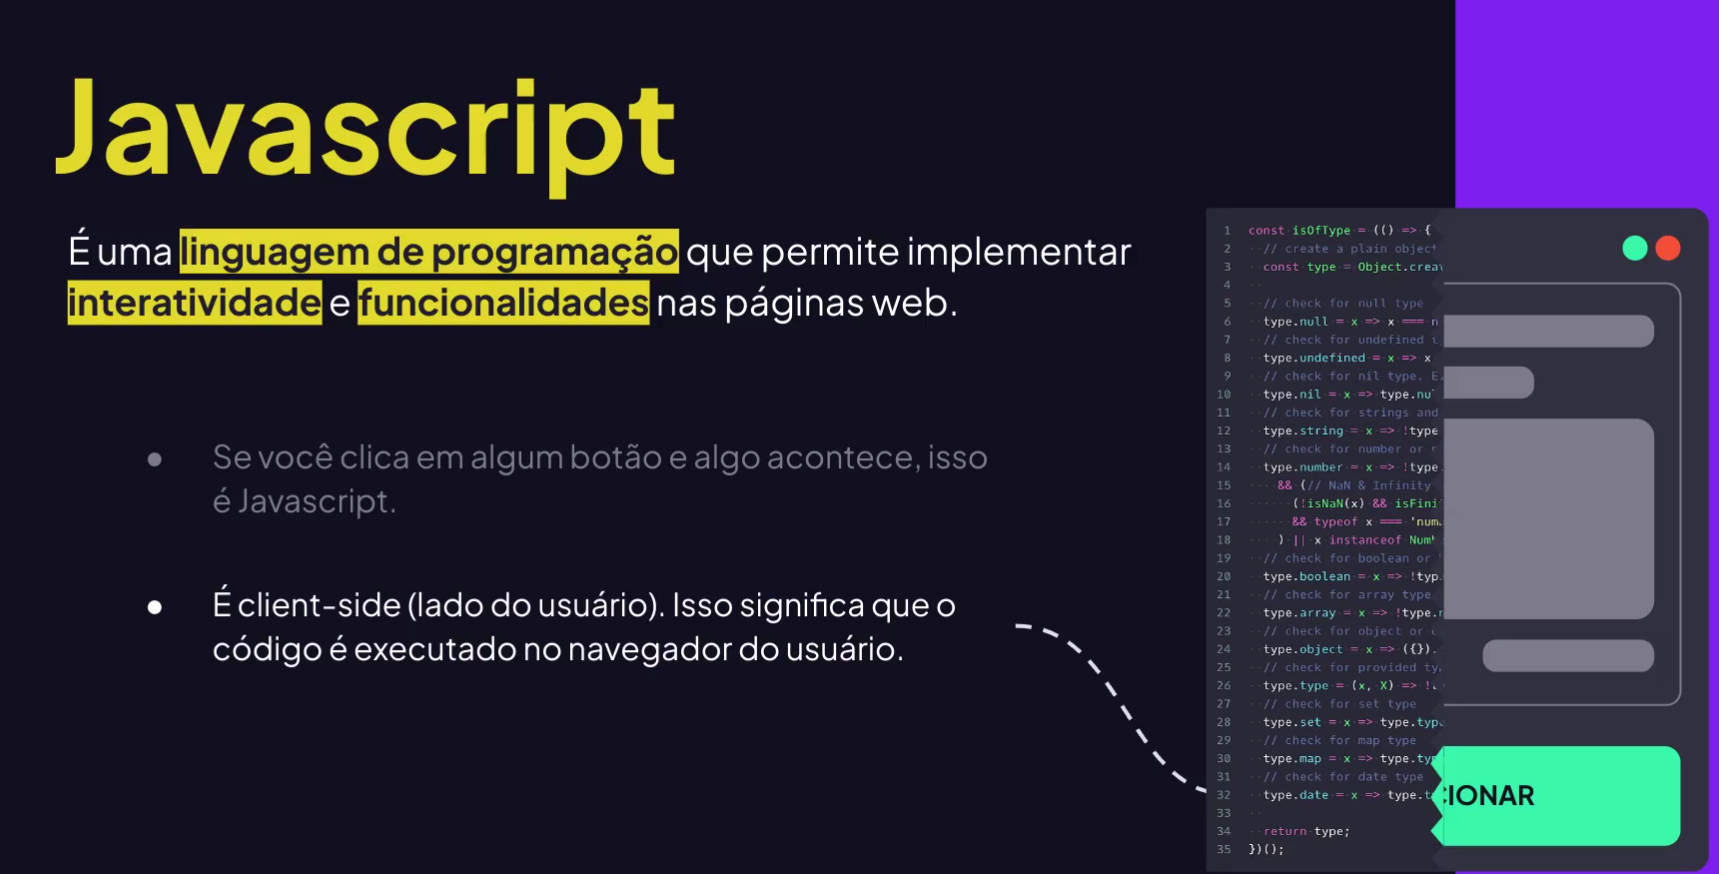 Javascript
É uma linguagem de programação que permite implementar
interatividade e funcionalidades nas páginas web.
● Se você clica em algum botão e algo acontece, isso
é Javascript.
● É client-side (lado do usuário). Isso significa que o
código é executado no navegador do usuário.
1 const isOfType = (() => {
2 // create a plain object
3 const type = Object.crea
4
5 // check for null type
6 type.null = x => x ===
7 // check for undefined
8 type.undefined = x => x
9 // check for nil type. E.
10 type.nil = x => type.nu
11 // check for strings and
12 type.string = x => !type
13 // check for number or
14 type.number = x => !type.
15 && (// NaN & Infinity
16 (!isNaN(x) && isFini
17 && typeof x === 'num
18 ) || x instanceof Num
19 // check for boolean or
20 type.boolean = x => !typ
21 // check for array type
22 type.array = x => !type.
23 // check for object or
24 type.object = x => ({}).
25 // check for provided ty
26 type.type = (x, X) => !
27 // check for set type
28 type.set = x => type.typ
29 // check for map type
30 type.map = x => type.typ
31 // check for date type
32 type.date = x => type.t
33
34 return type;
35 })();
CIONAR